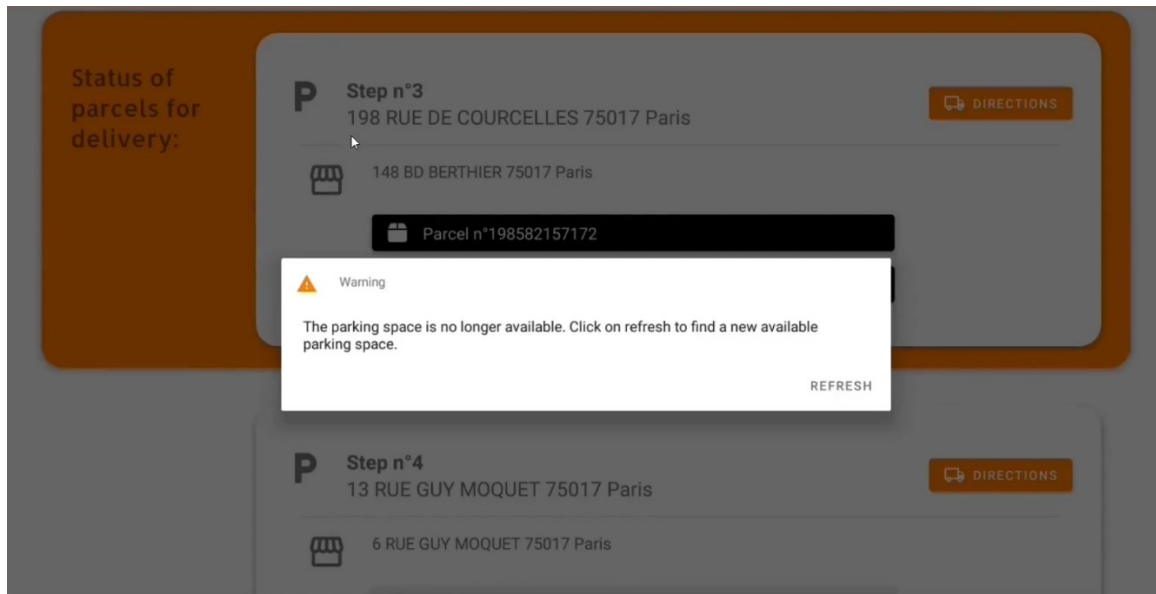 Status of
parcels for
delivery:
P Step n°3
198 RUE DE COURCELLES 75017 Paris
DIRECTIONS
148 BD BERTHIER 75017 Paris
Parcel n°198582157172
Warning
The parking space is no longer available. Click on refresh to find a new available
parking space.
REFRESH
P Step n°4
13 RUE GUY MOQUET 75017 Paris
DIRECTIONS
6 RUE GUY MOQUET 75017 Paris